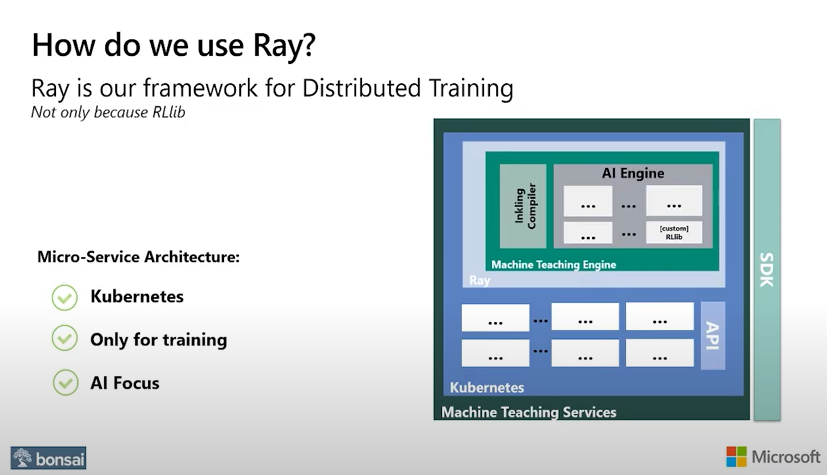 How do we use Ray?
Ray is our framework for Distributed Training
Not only because RLlib
Micro-Service Architecture:
Kubernetes
Only for training
AI Focus
Inkling
Compiler
AI Engine
... ... ...
... ... [custom]
RLlib
Machine Teaching Engine
Ray
... ... ... ...
... ... ... ...
API
Kubernetes
Machine Teaching Services
SDK
bonsai
Microsoft